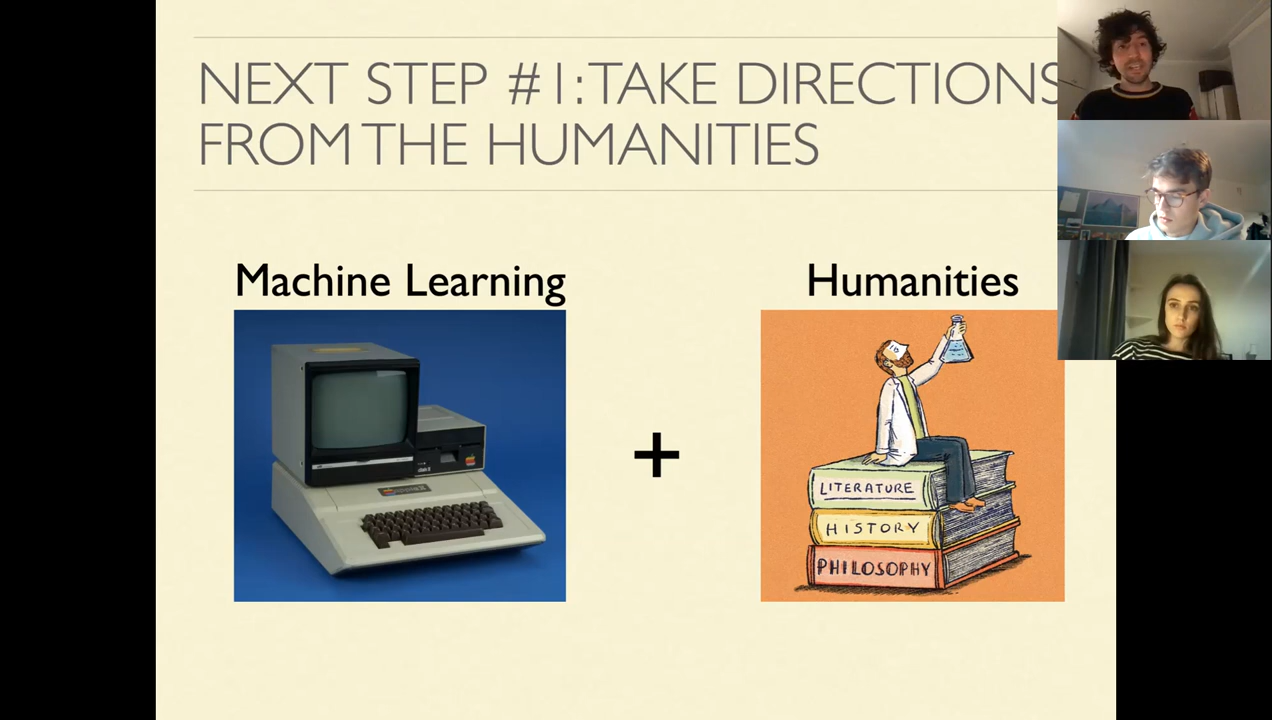 NEXT STEP #1: TAKE DIRECTIONS
FROM THE HUMANITIES
Machine Learning
Humanities
+
LITERATURE
HISTORY
PHILOSOPHY